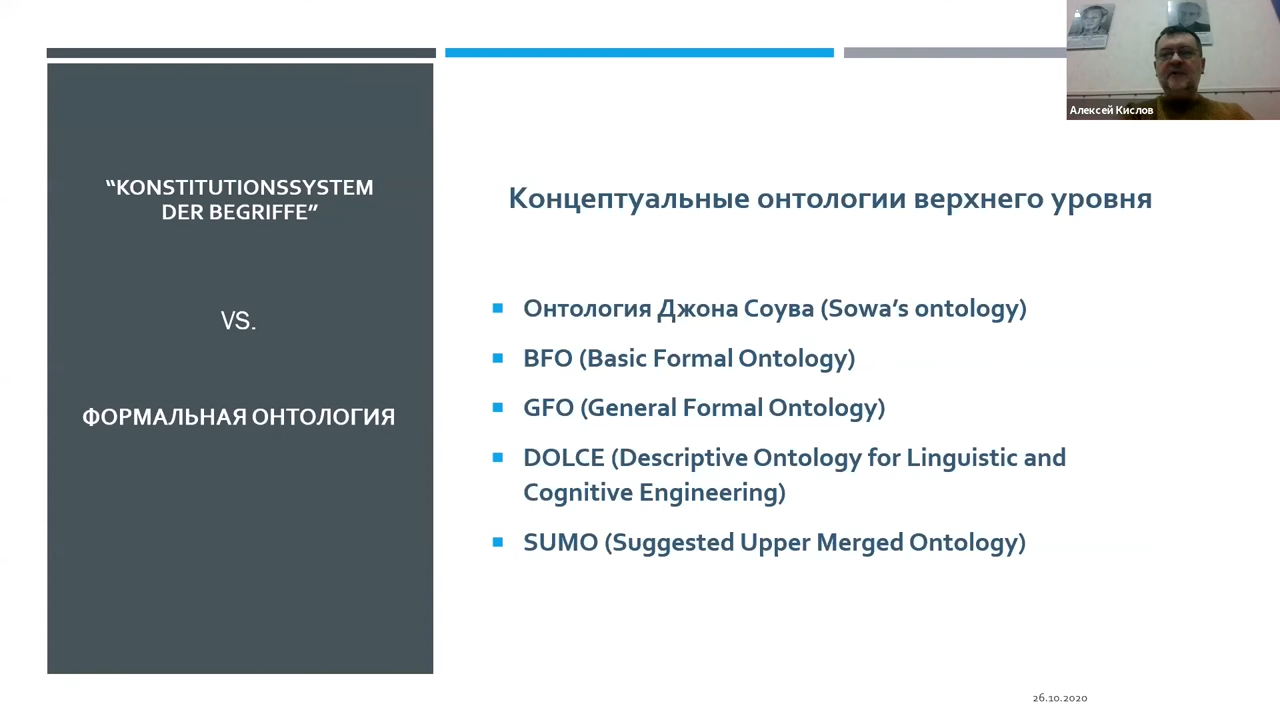 Алексей Кислов
“KONSTITUTIONSSYSTEM
DER BEGRIFFE”
VS.
ФОРМАЛЬНАЯ ОНТОЛОГИЯ
Концептуальные онтологии верхнего уровня
Онтология Джона Соува (Sowa’s ontology)
BFO (Basic Formal Ontology)
GFO (General Formal Ontology)
DOLCE (Descriptive Ontology for Linguistic and
Cognitive Engineering)
SUMO (Suggested Upper Merged Ontology)
26.10.2020